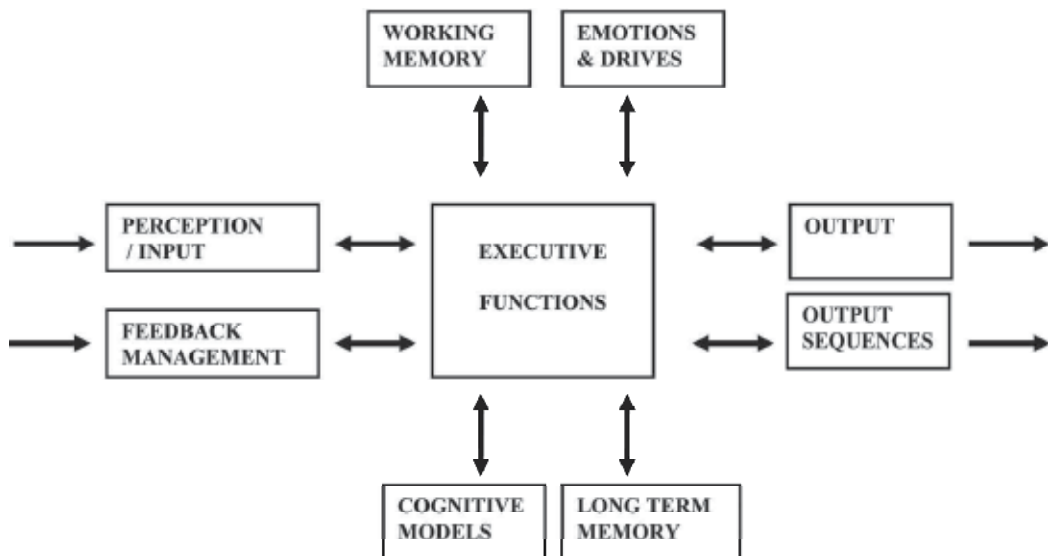 WORKING
MEMORY
EMOTIONS
& DRIVES
PERCEPTION
/ INPUT
EXECUTIVE
FUNCTIONS
OUTPUT
FEEDBACK
MANAGEMENT
OUTPUT
SEQUENCES
COGNITIVE
MODELS
LONG TERM
MEMORY